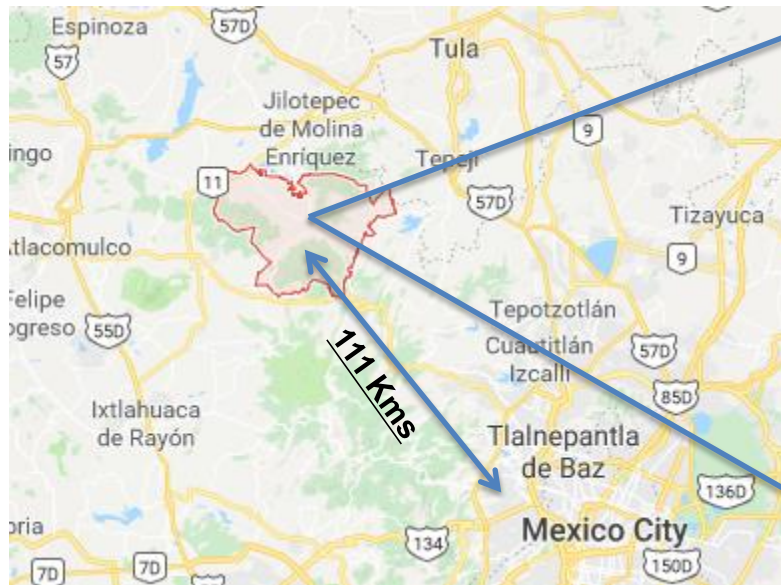 Espinoza
57D
57
Tula
Jilotepec
de Molina
Enríquez
9
ingo
11
Tepeji
57D
Tizayuca
Atlacomulco
9
Felipe
ogreso
55D
Tepotzotlán
Cuautitlán
Izcalli
57D
111 Kms
85D
Ixtlahuaca
de Rayón
Tlalnepantla
de Baz
136D
oria
134
Mexico City
7D
7D
150D